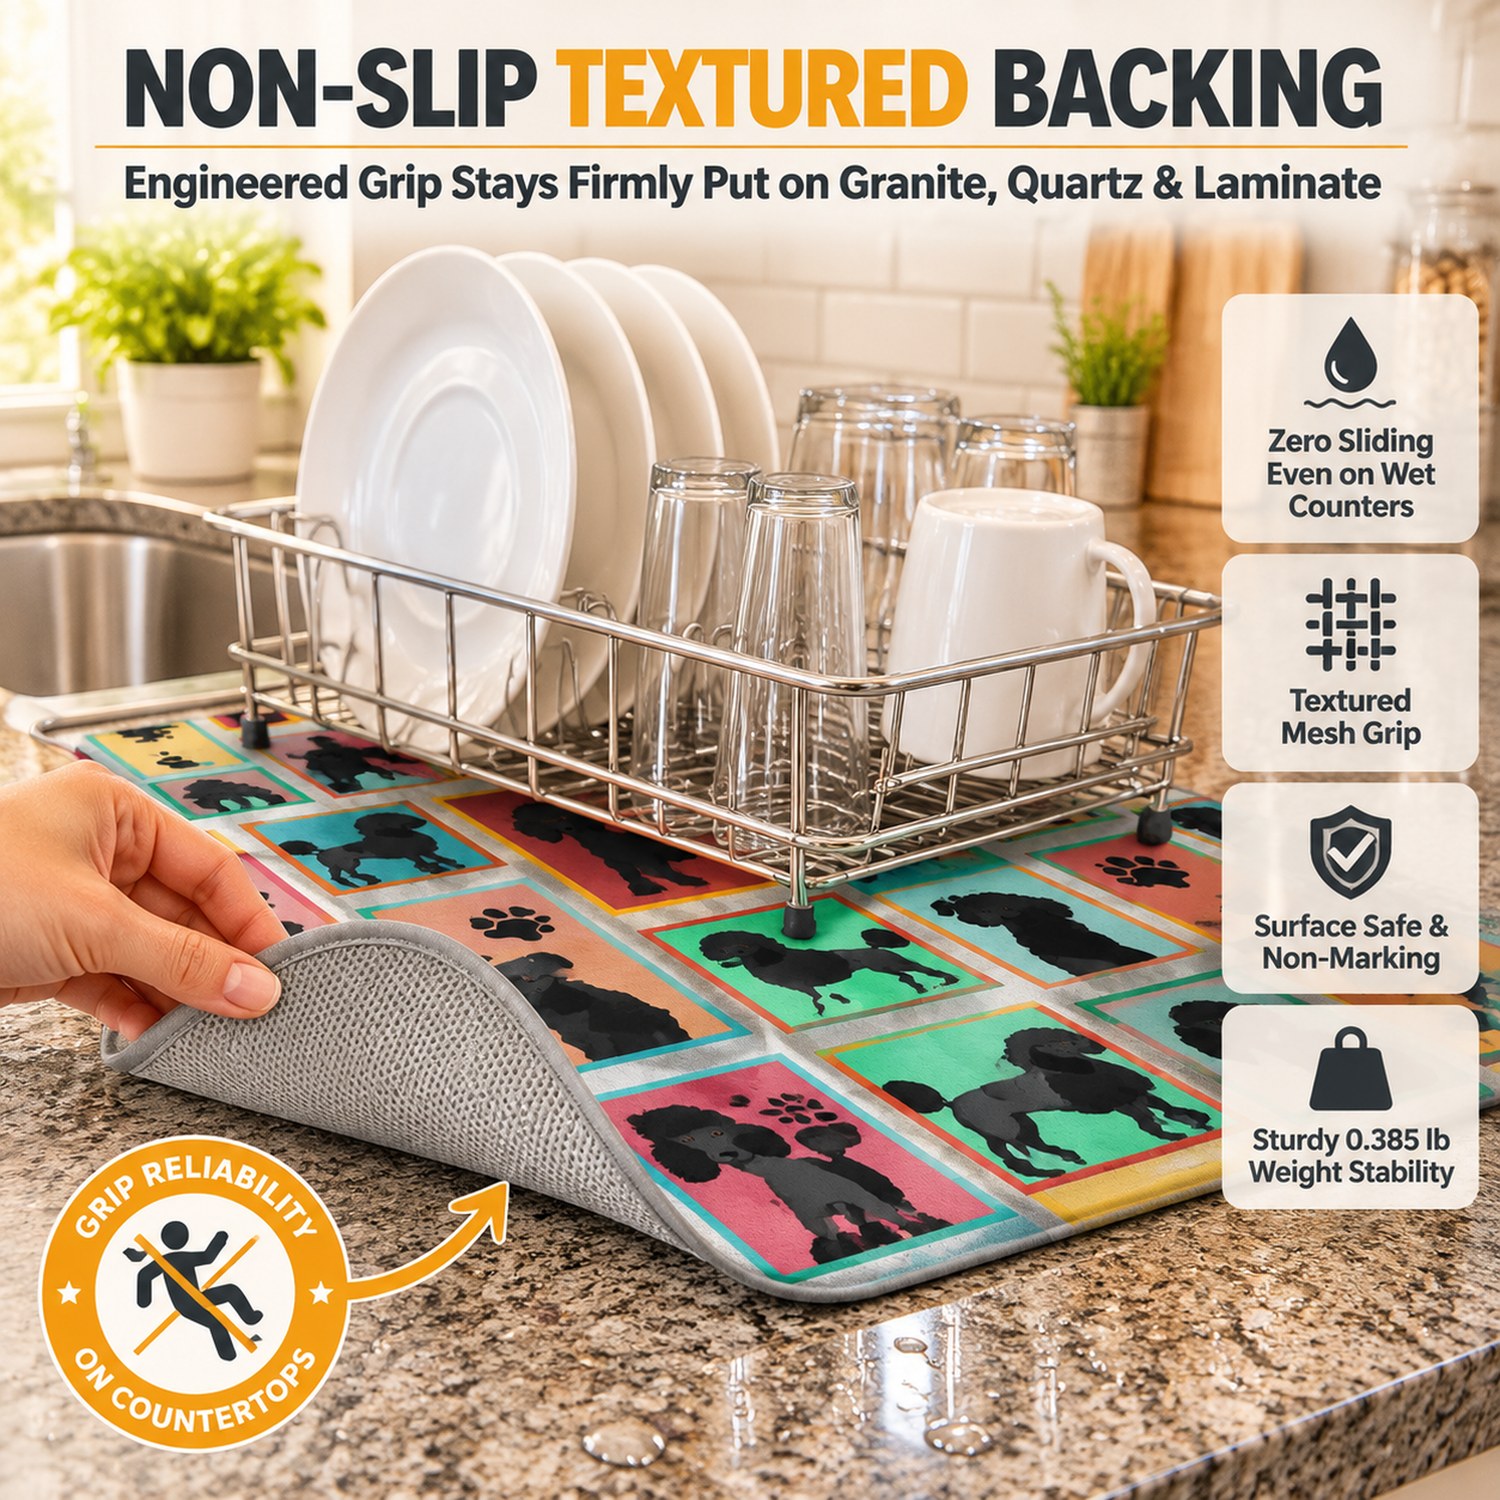 NON-SLIP TEXTURED BACKING
Engineered Grip Stays Firmly Put on Granite, Quartz & Laminate
Zero Sliding
Even on Wet
Counters
Textured
Mesh Grip
Surface Safe &
Non-Marking
Sturdy 0.385 lb
Weight Stability
GRIP RELIABILITY
ON COUNTERTOPS